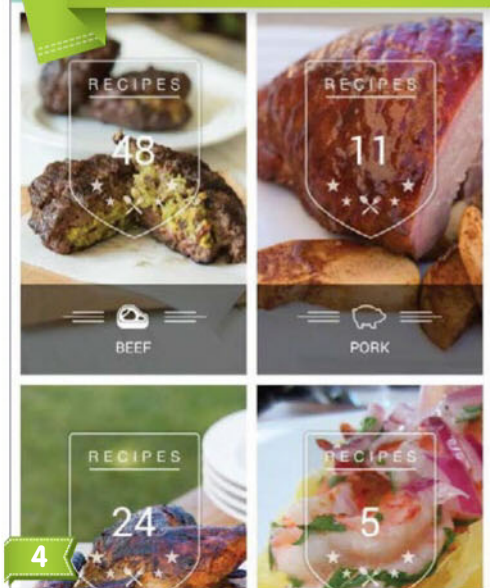 RECIPES
48
BEEF
RECIPES
11
PORK
RECIPES
24
RECIPES
5
4